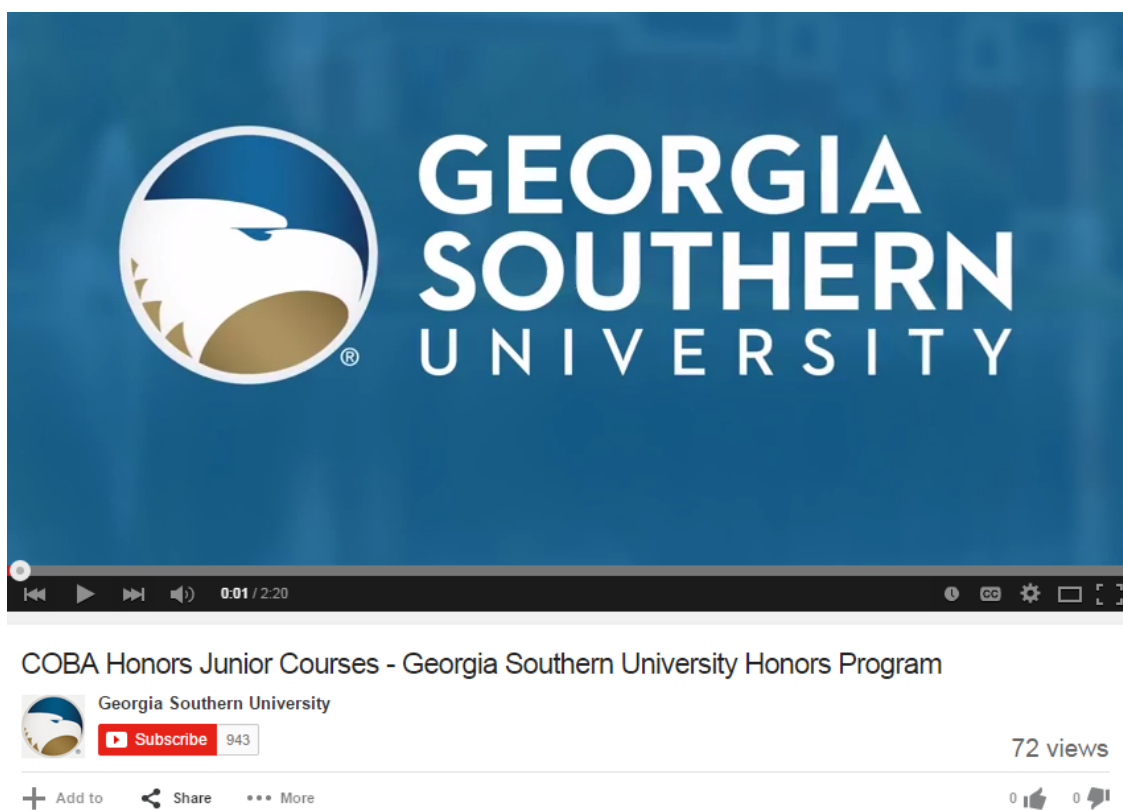 GEORGIA
SOUTHERN
UNIVERSITY
®
0:01 / 2:20
CC
COBA Honors Junior Courses - Georgia Southern University Honors Program
Georgia Southern University
Subscribe 943
72 views
Add to Share More
0 0